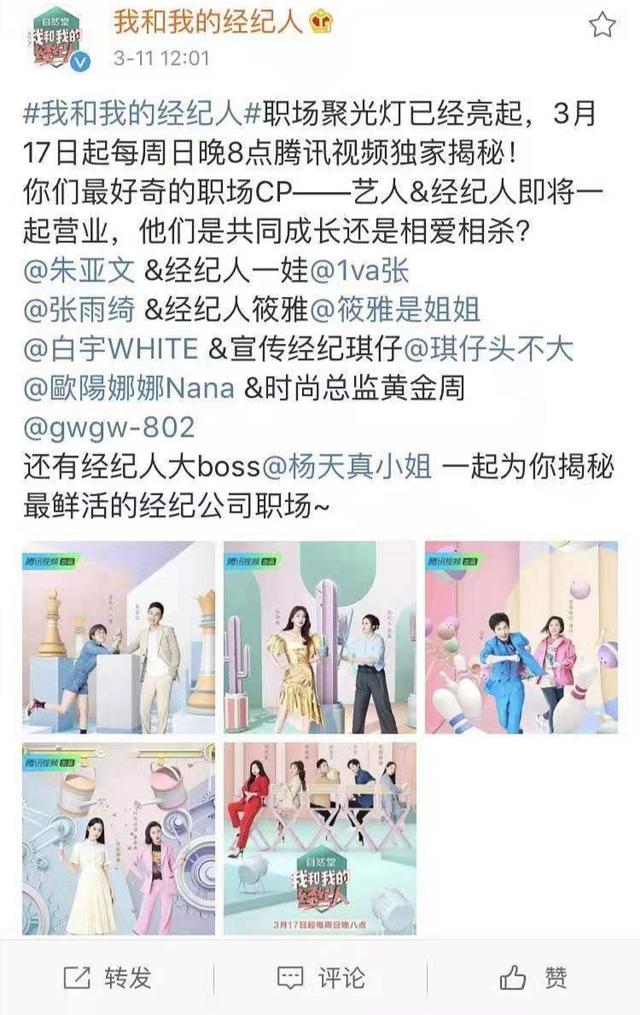 自然堂
我和我的
经纪人
我和我的经纪人
3-11 12:01
#我和我的经纪人#职场聚光灯已经亮起，3月
17日起每周日晚8点腾讯视频独家揭秘！
你们最好奇的职场CP——艺人&经纪人即将一
起营业，他们是共同成长还是相爱相杀？
@朱亚文 &经纪人一娃@1va张
@张雨绮 &经纪人筱雅@筱雅是姐姐
@白宇WHITE &宣传经纪琪仔@琪仔头不大
@歐陽娜娜Nana &时尚总监黄金周
@gwgw-802
还有经纪人大boss@杨天真小姐 一起为你揭秘
最鲜活的经纪公司职场~
腾讯视频 出品
腾讯视频 出品
腾讯视频 出品
腾讯视频 出品
自然堂
我和我的
经纪人
3月17日起每周日晚八点
转发
评论
赞